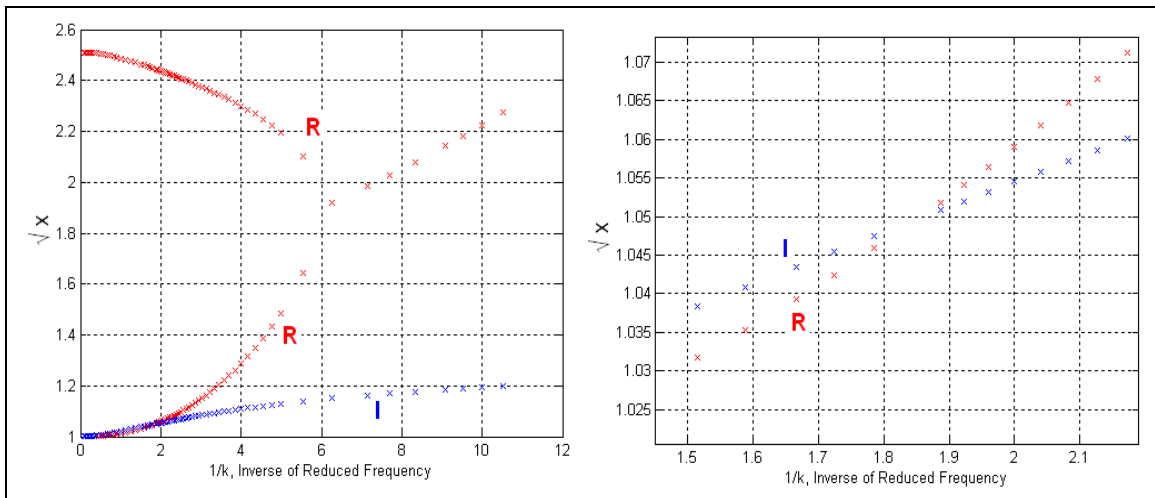 2.6
2.4
2.2
2
1.8
1.6
1.4
1.2
1
√ x
R
R
I
0 2 4 6 8 10 12
1/k, Inverse of Reduced Frequency
1.07
1.065
1.06
1.055
1.05
1.045
1.04
1.035
1.03
1.025
√ x
I
R
1.5 1.6 1.7 1.8 1.9 2 2.1
1/k, Inverse of Reduced Frequency